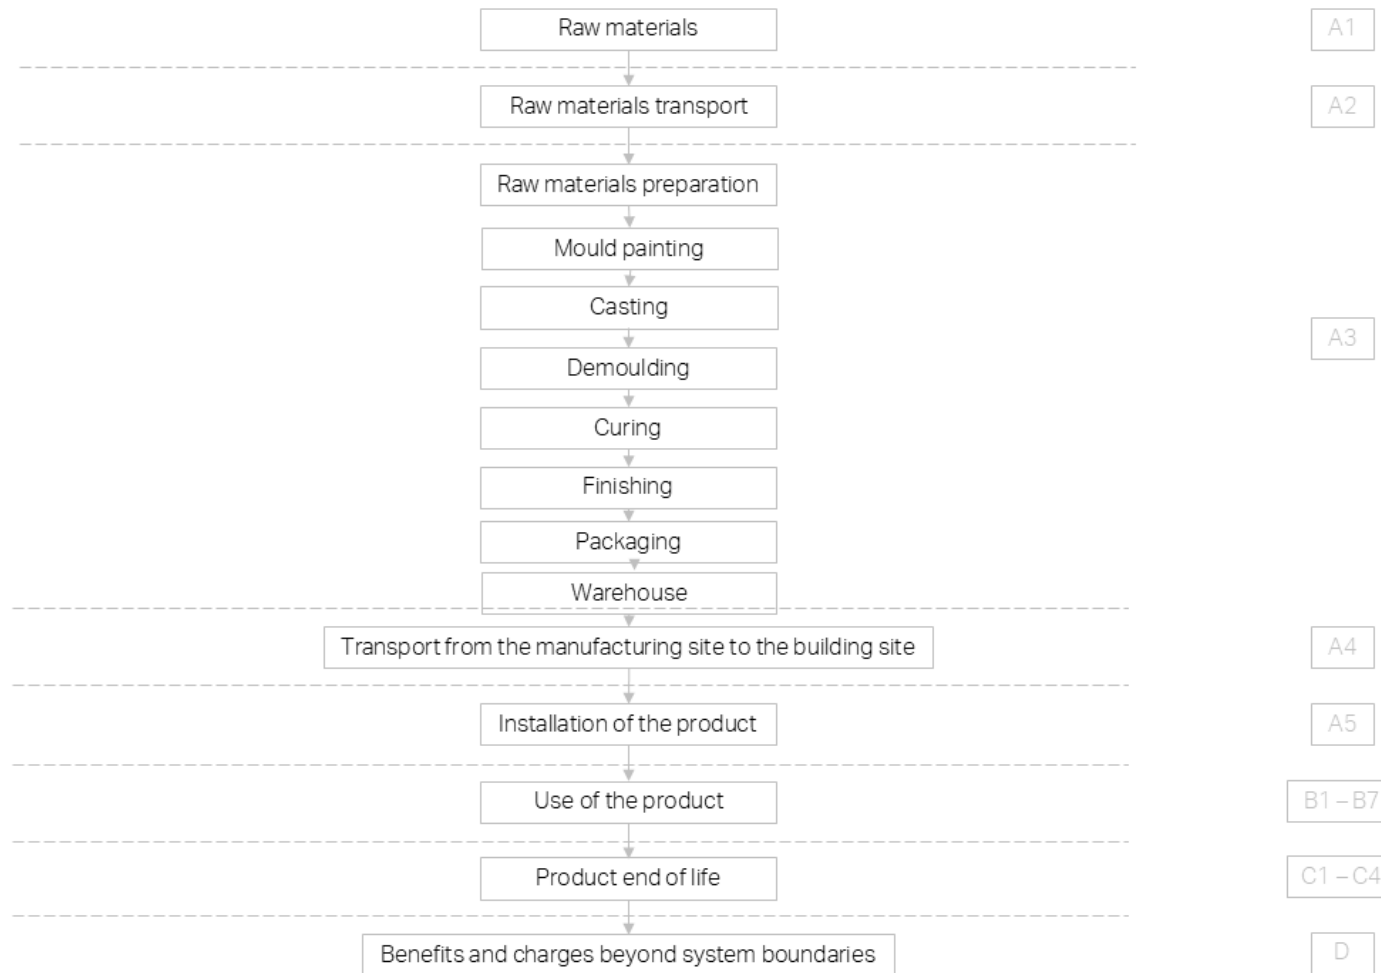 Raw materials
A1
Raw materials transport
A2
Raw materials preparation
Mould painting
Casting
A3
Demoulding
Curing
Finishing
Packaging
Warehouse
Transport from the manufacturing site to the building site
A4
Installation of the product
A5
Use of the product
B1 – B7
Product end of life
C1 – C4
Benefits and charges beyond system boundaries
D